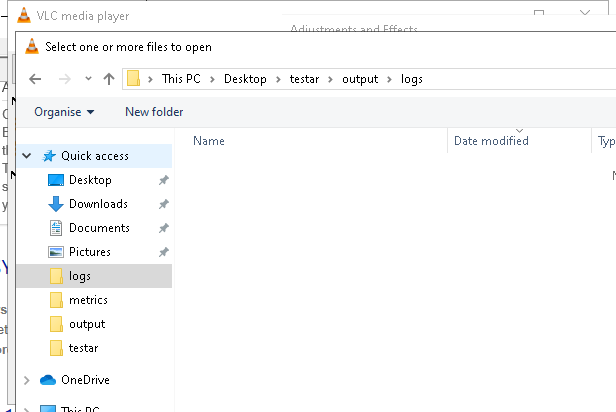 VLC media player
Adjustments and Effects
Select one or more files to open
This PC > Desktop > testar > output > logs
Organise
New folder
Name
Date modified
Quick access
Desktop
Downloads
Documents
Pictures
logs
metrics
output
testar
OneDrive
This PC